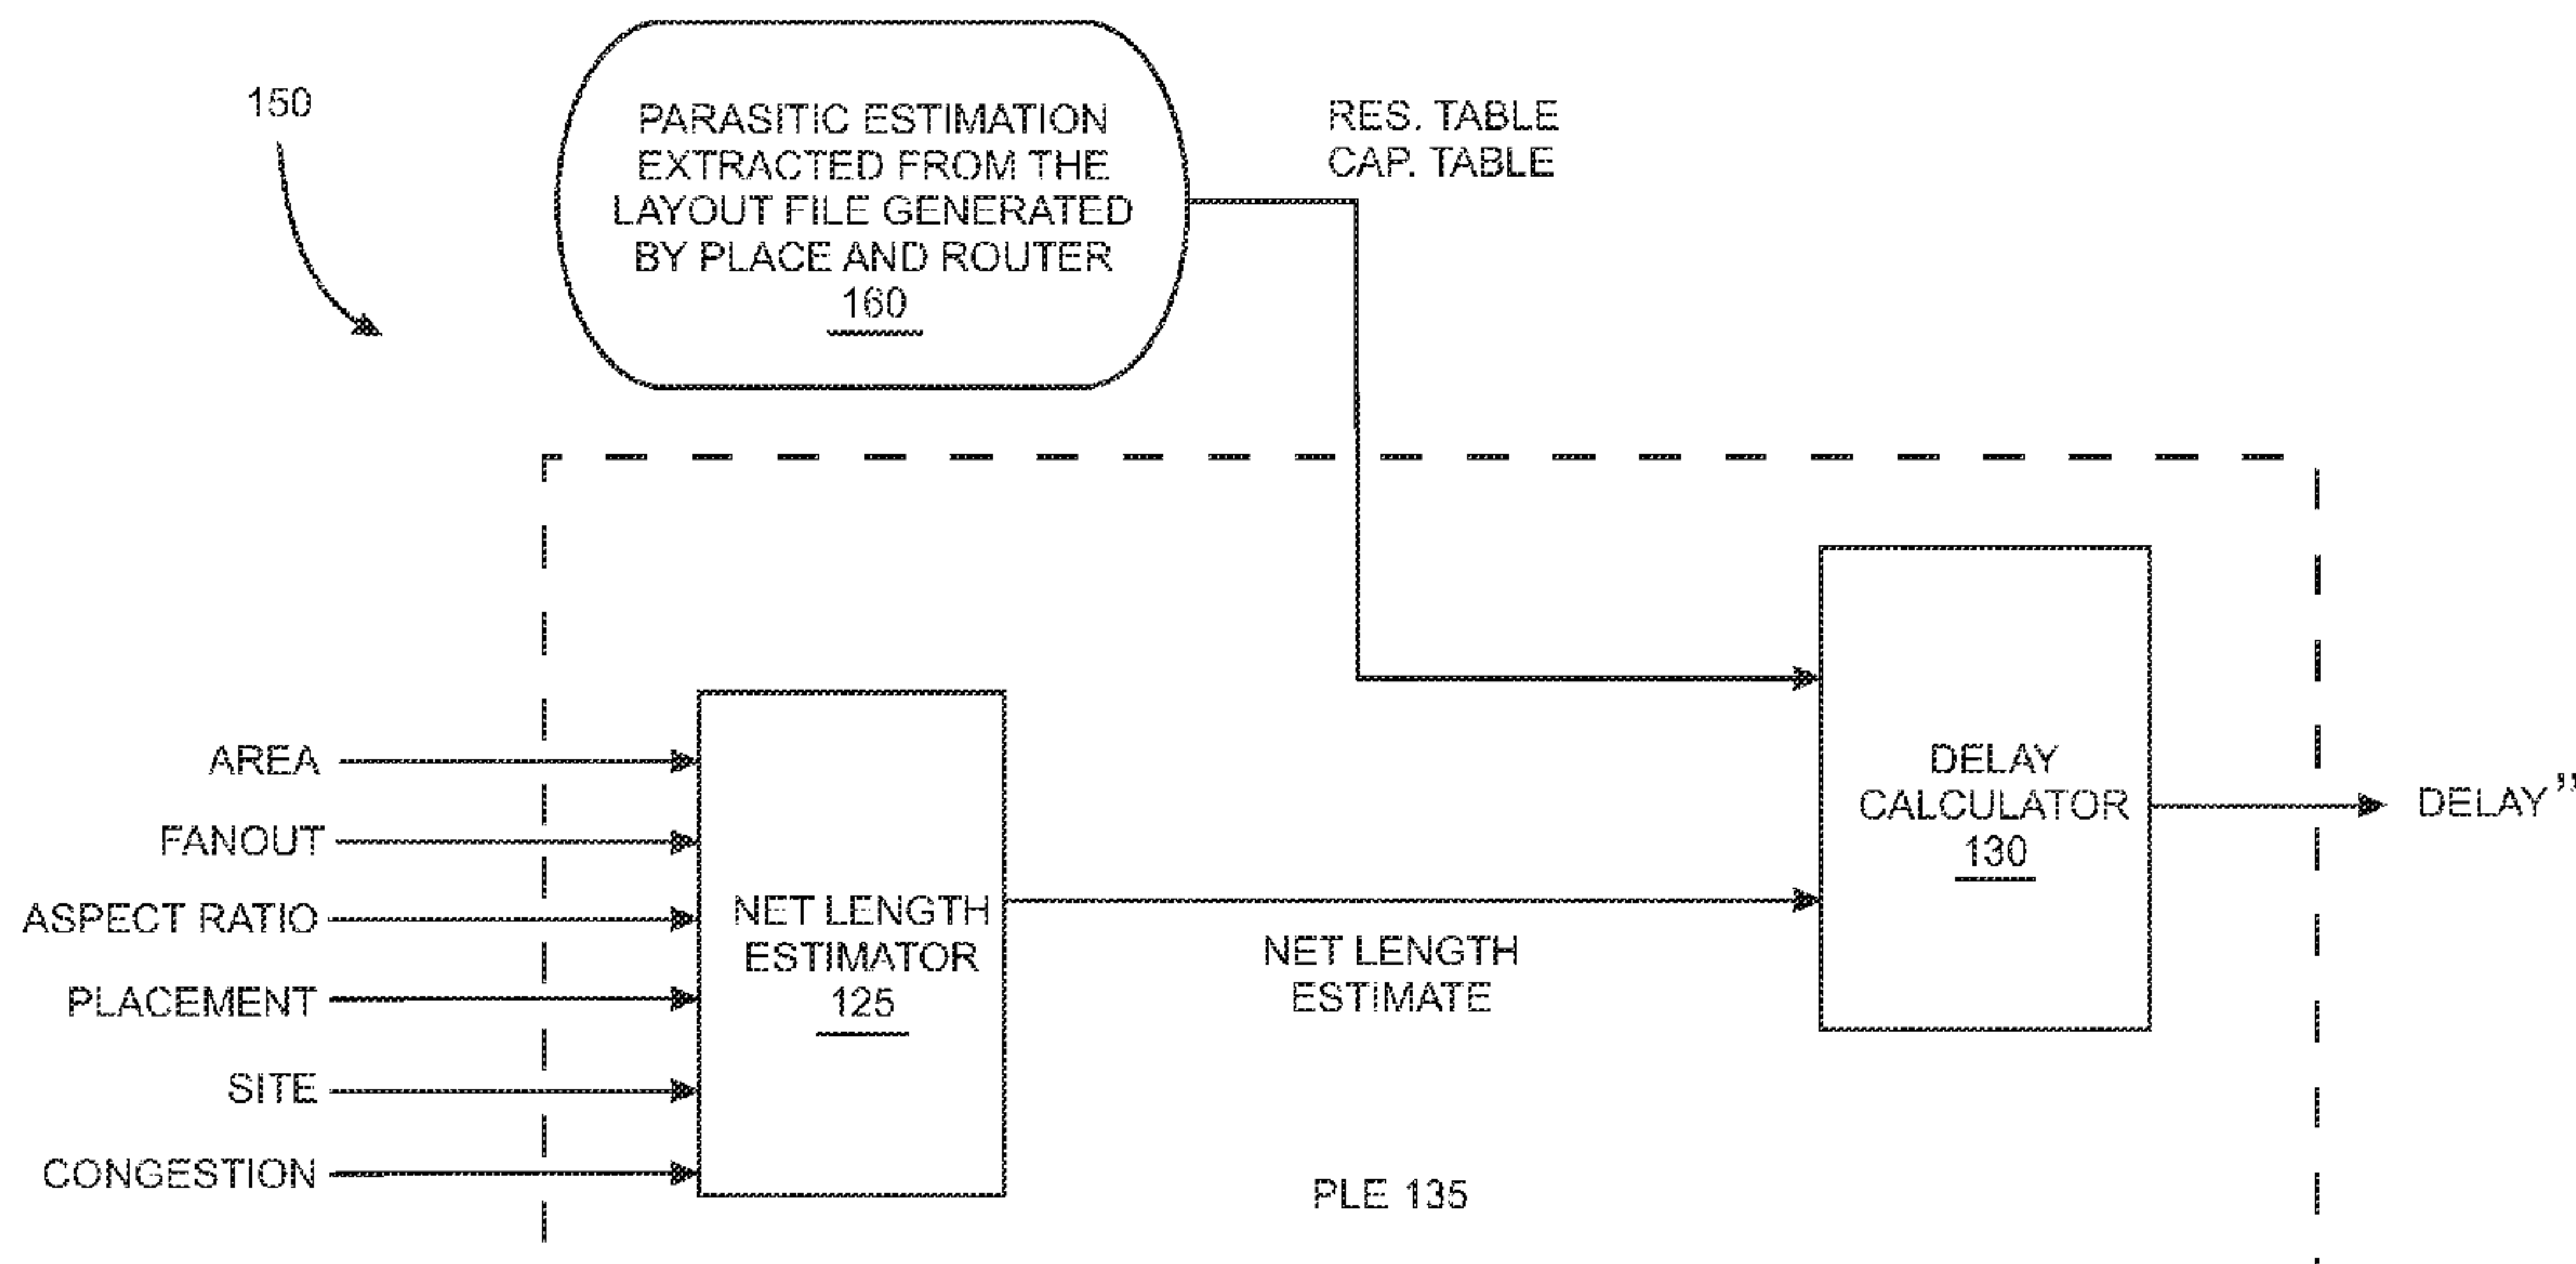 150
PARASITIC ESTIMATION
EXTRACTED FROM THE
LAYOUT FILE GENERATED
BY PLACE AND ROUTER
160
RES. TABLE
CAP. TABLE
AREA
FANOUT
ASPECT RATIO
PLACEMENT
SITE
CONGESTION
NET LENGTH
ESTIMATOR
125
NET LENGTH
ESTIMATE
DELAY
CALCULATOR
130
DELAY”
PLE 135